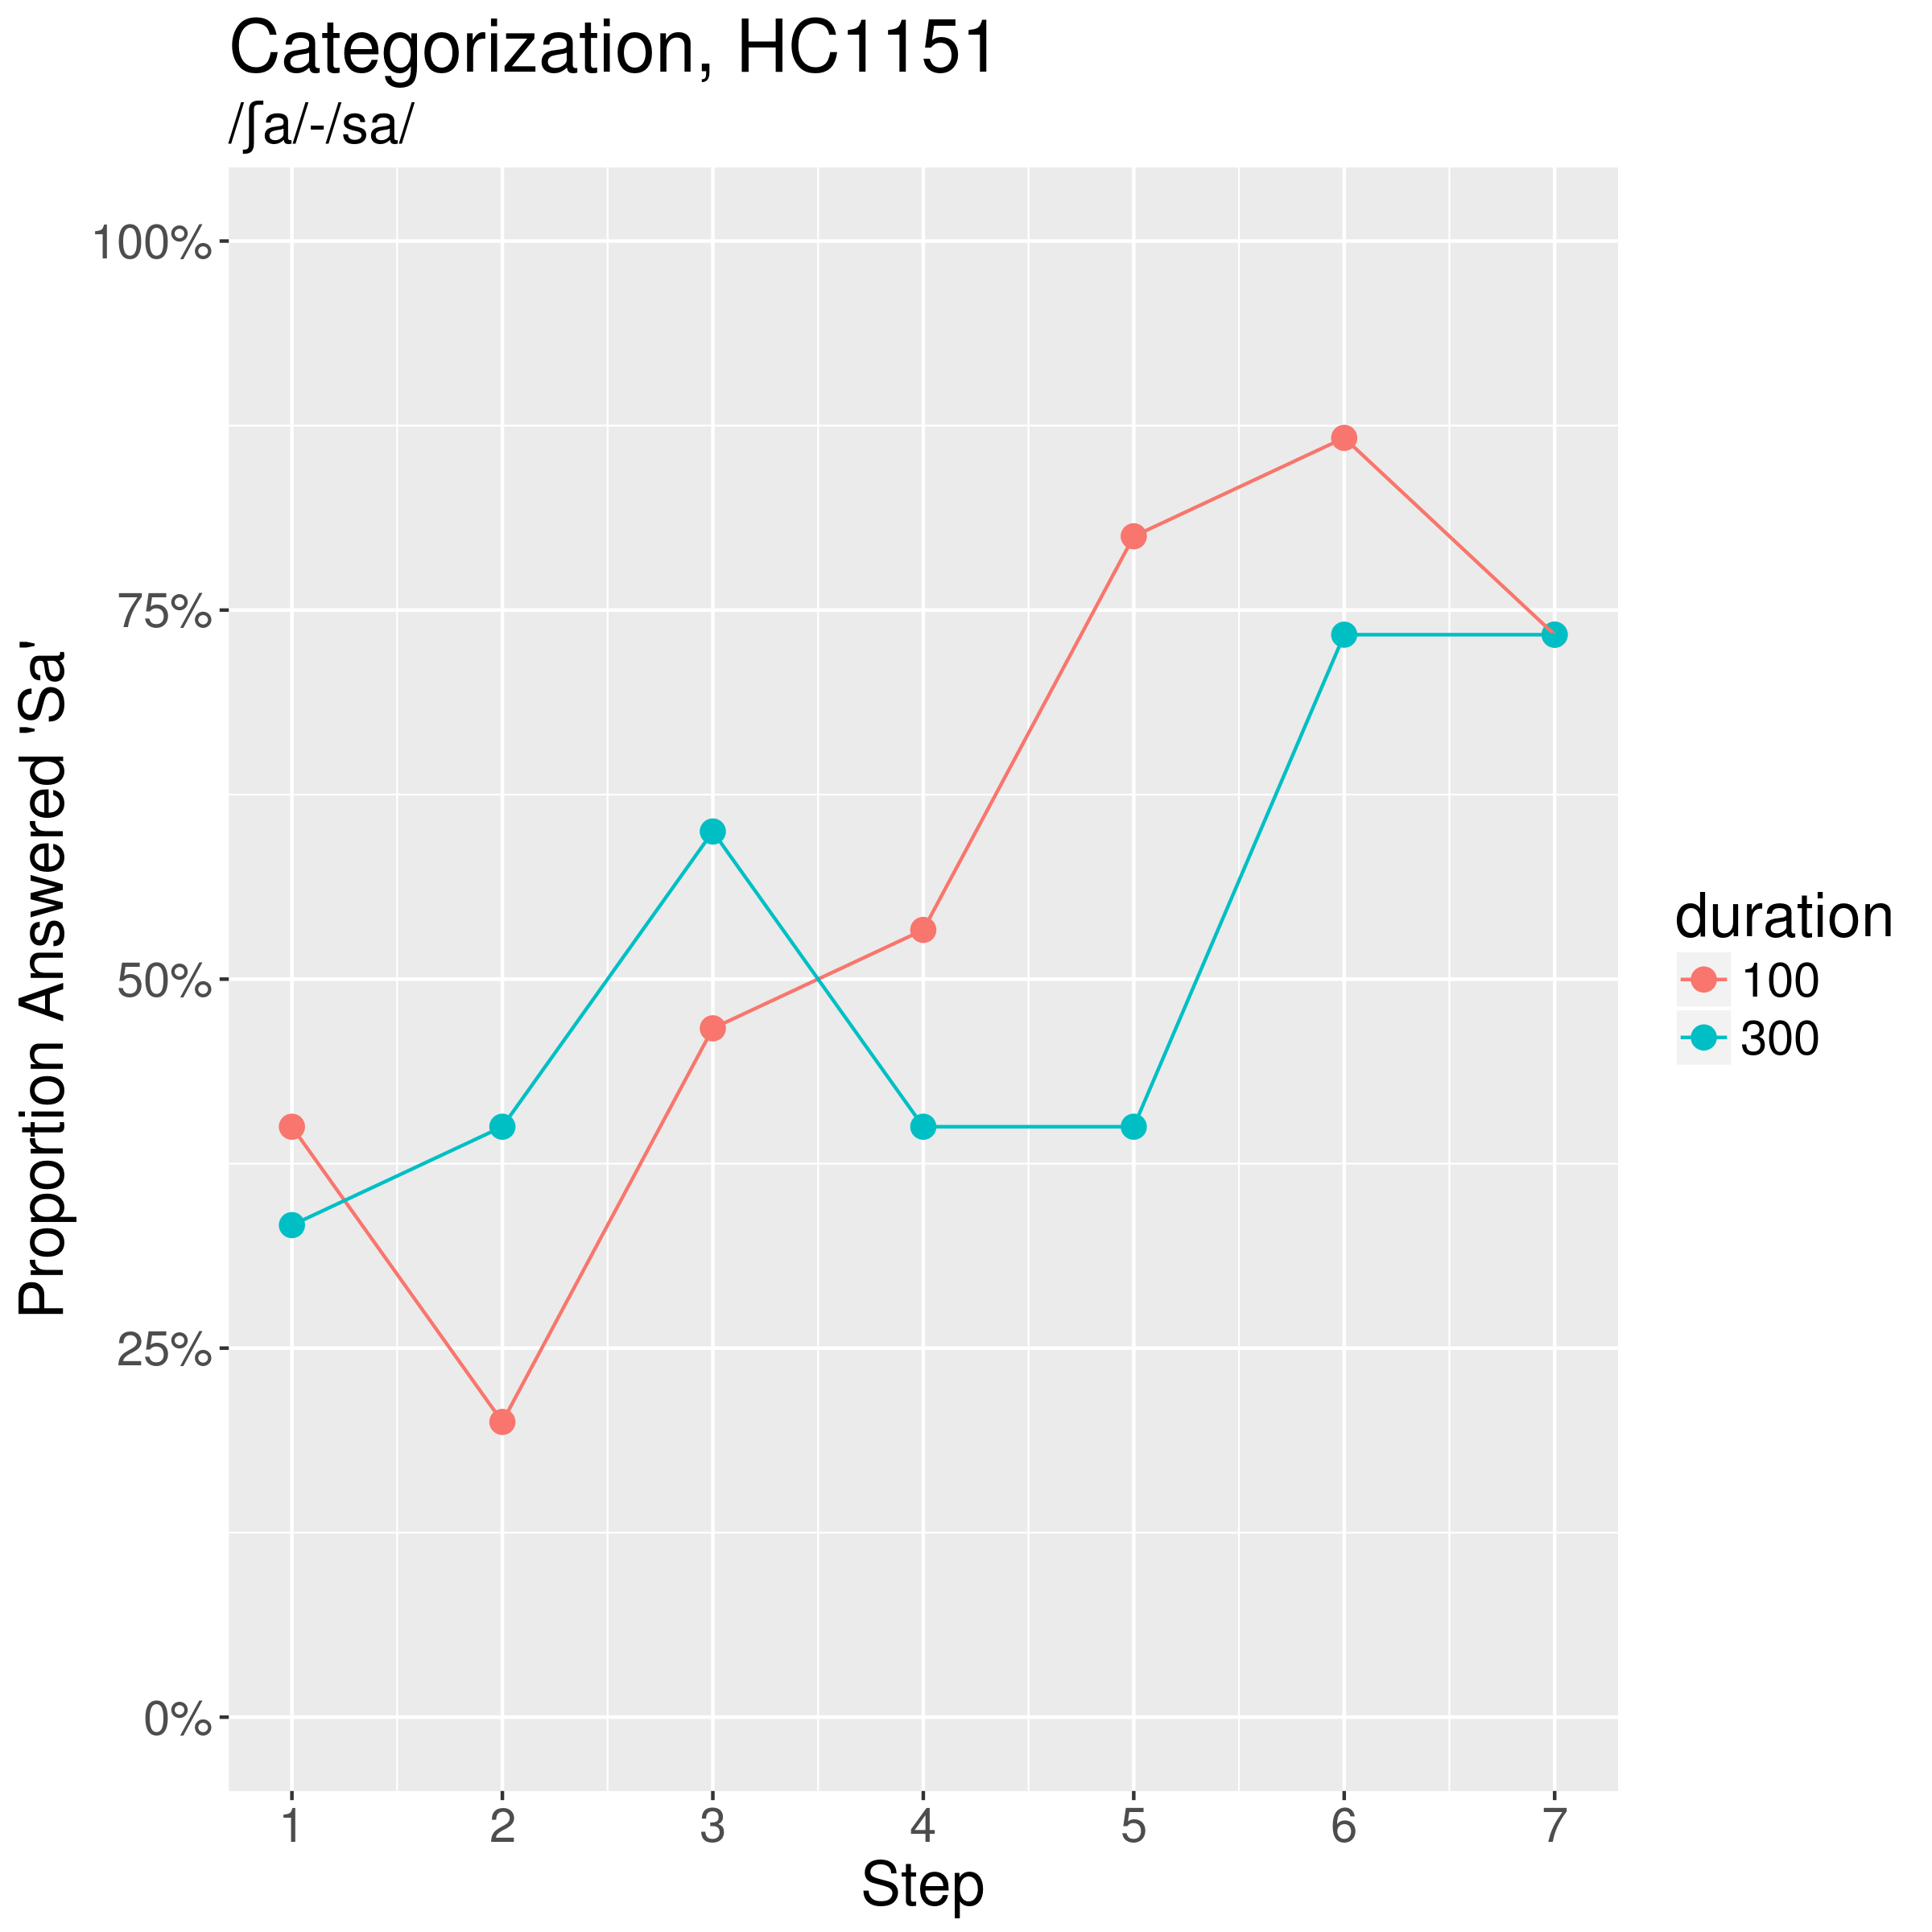 Categorization, HC1151
/ʃa/-/sa/
Proportion Answered 'Sa'
100%
75%
50%
25%
0%
1 2 3 4 5 6 7
Step
duration
100
300